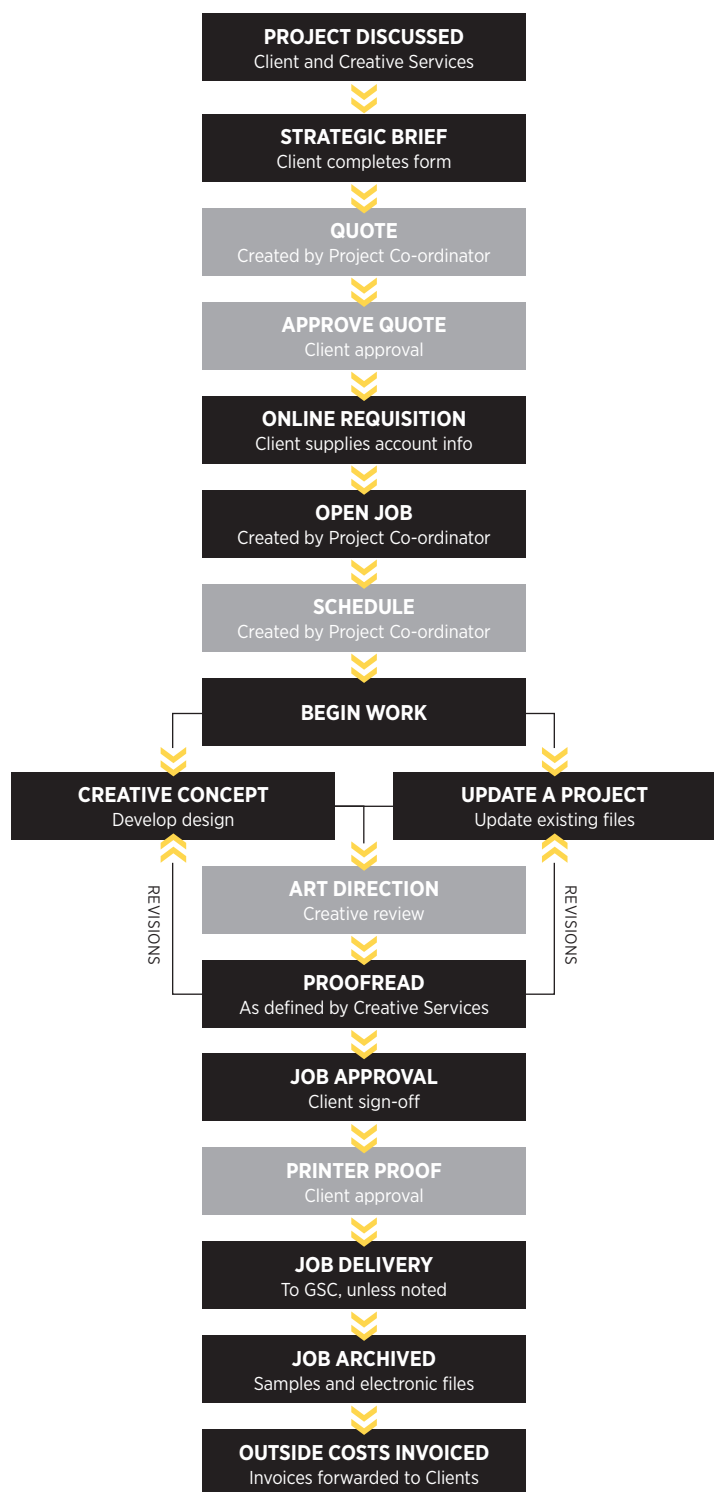 PROJECT DISCUSSED
Client and Creative Services
STRATEGIC BRIEF
Client completes form
QUOTE
Created by Project Co-ordinator
APPROVE QUOTE
Client approval
ONLINE REQUISITION
Client supplies account info
OPEN JOB
Created by Project Co-ordinator
SCHEDULE
Created by Project Co-ordinator
BEGIN WORK
CREATIVE CONCEPT
Develop design
UPDATE A PROJECT
Update existing files
ART DIRECTION
Creative review
REVISIONS
REVISIONS
PROOFREAD
As defined by Creative Services
JOB APPROVAL
Client sign-off
PRINTER PROOF
Client approval
JOB DELIVERY
To GSC, unless noted
JOB ARCHIVED
Samples and electronic files
OUTSIDE COSTS INVOICED
Invoices forwarded to Clients